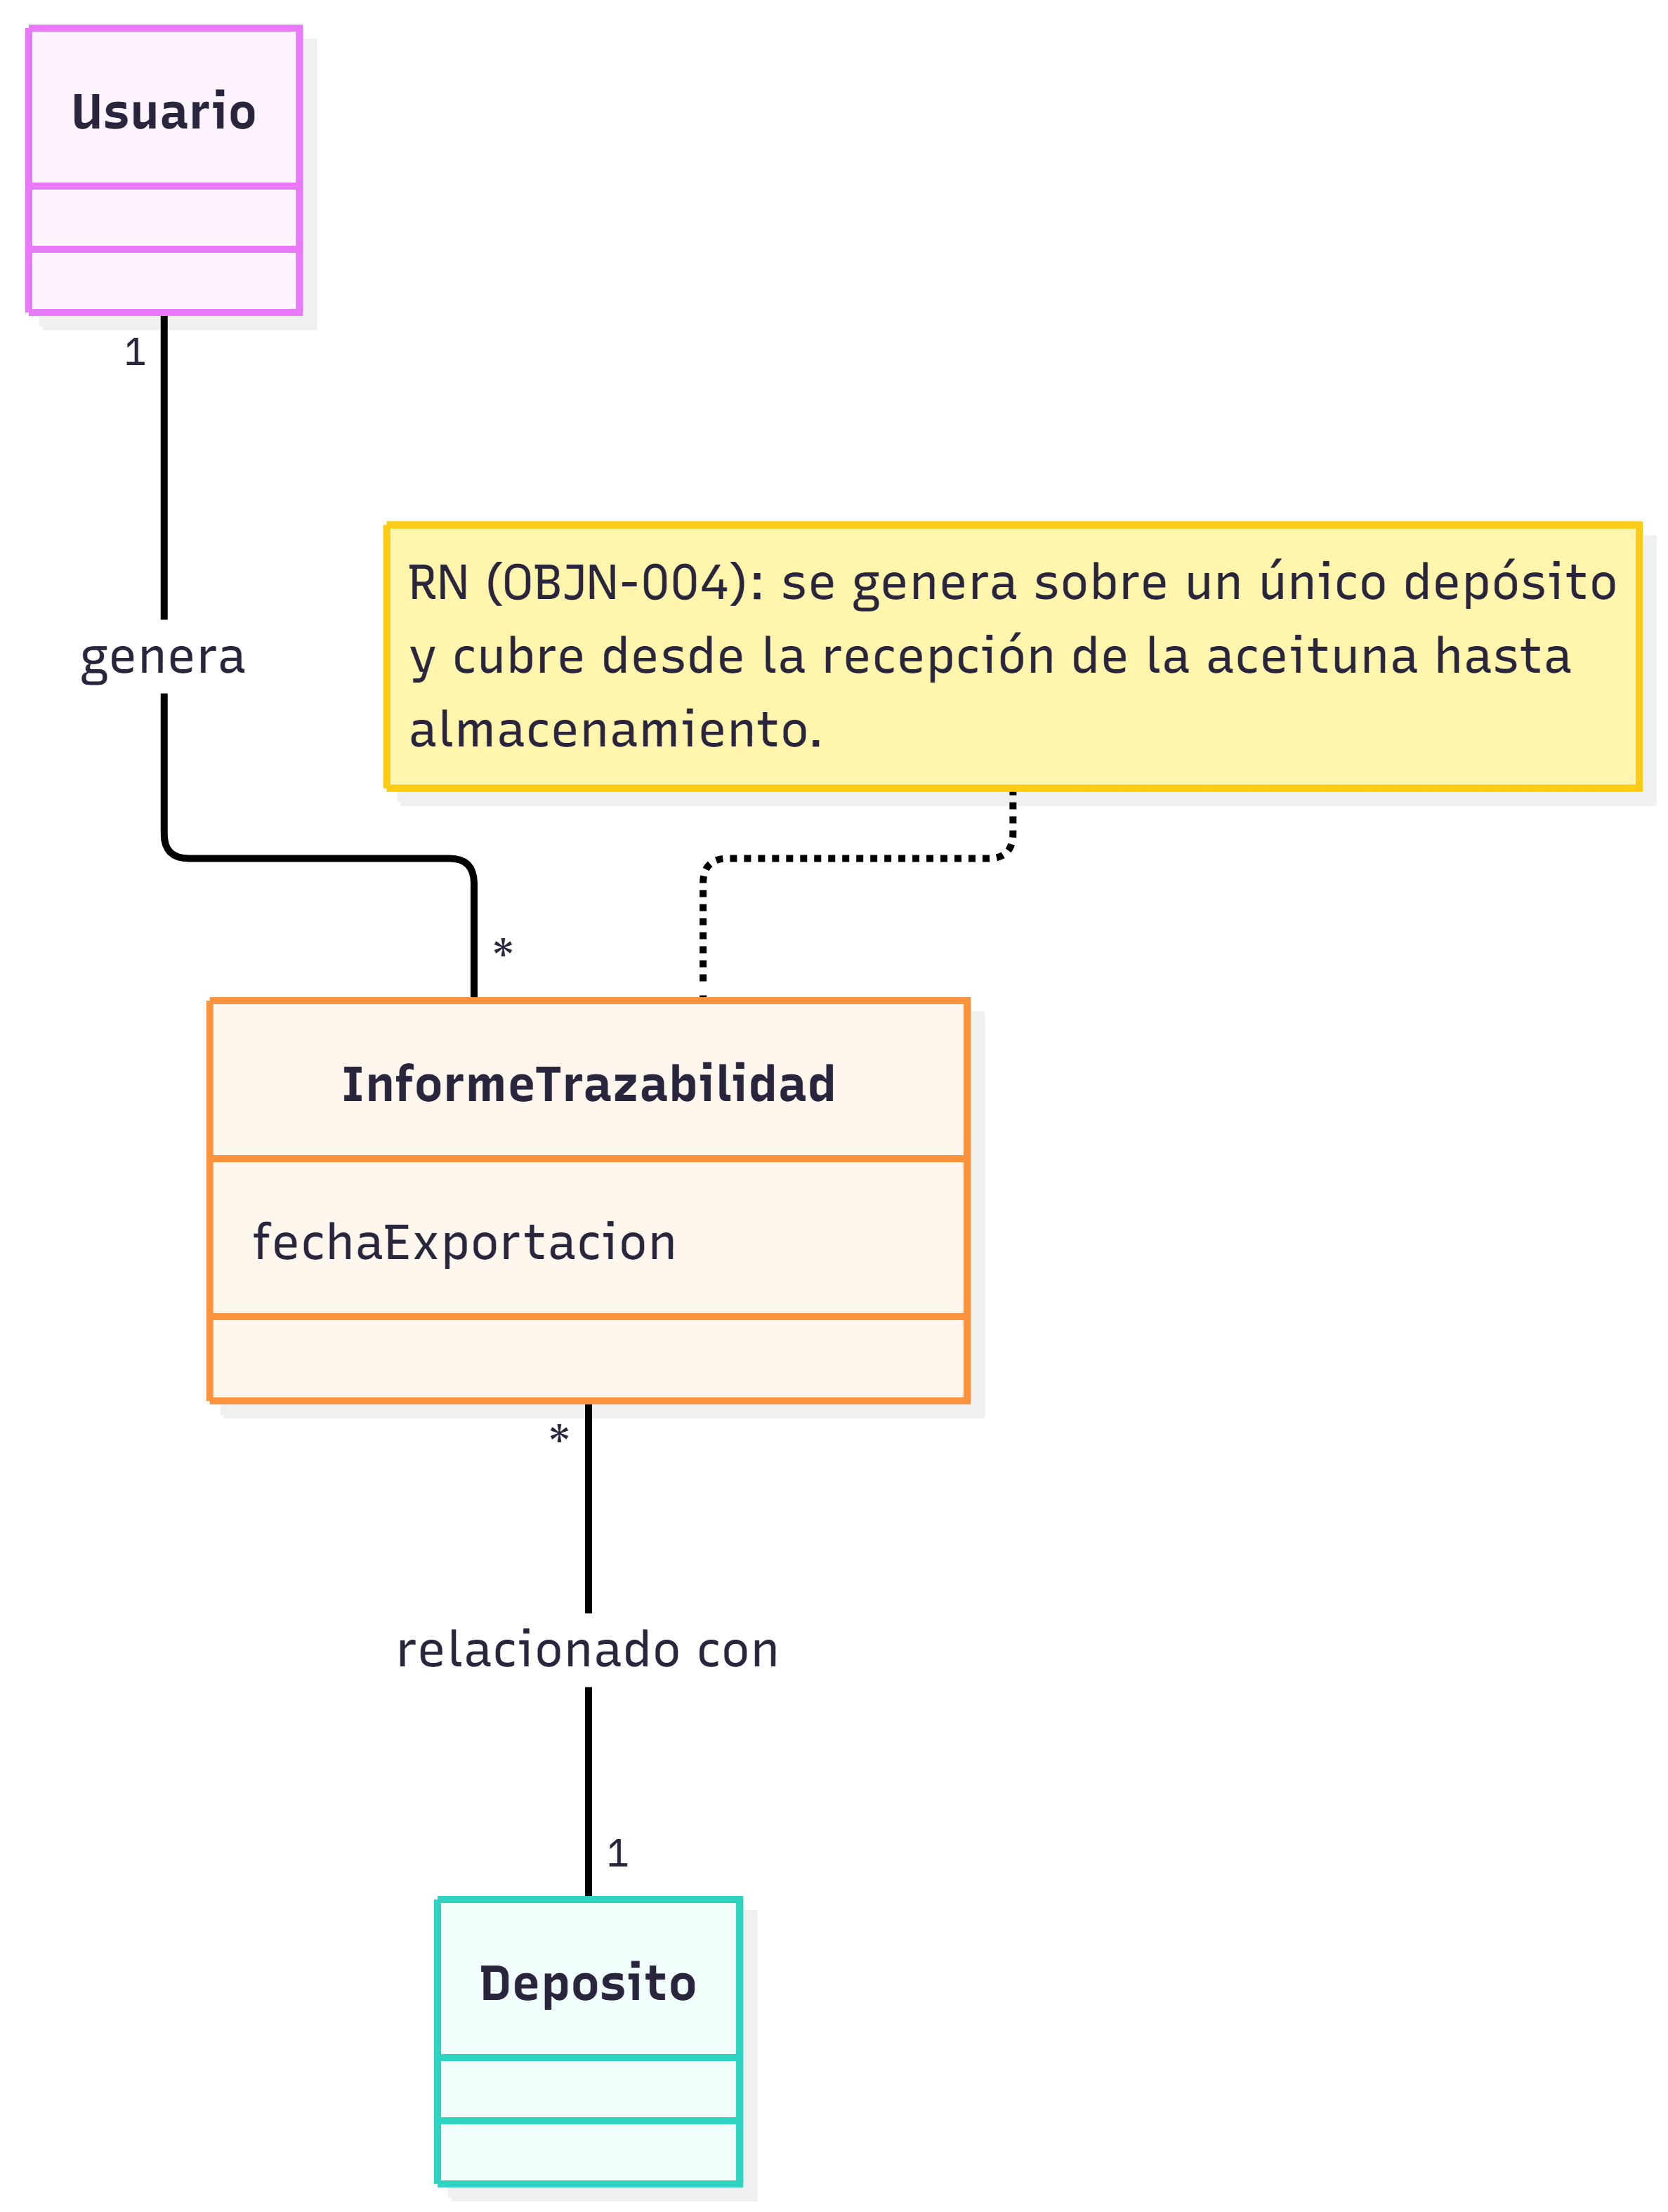 Usuario
1
genera
RN (OBJN-004): se genera sobre un único depósito
y cubre desde la recepción de la aceituna hasta
almacenamiento.
*
InformeTrazabilidad
fechaExportacion
*
relacionado con
1
Deposito